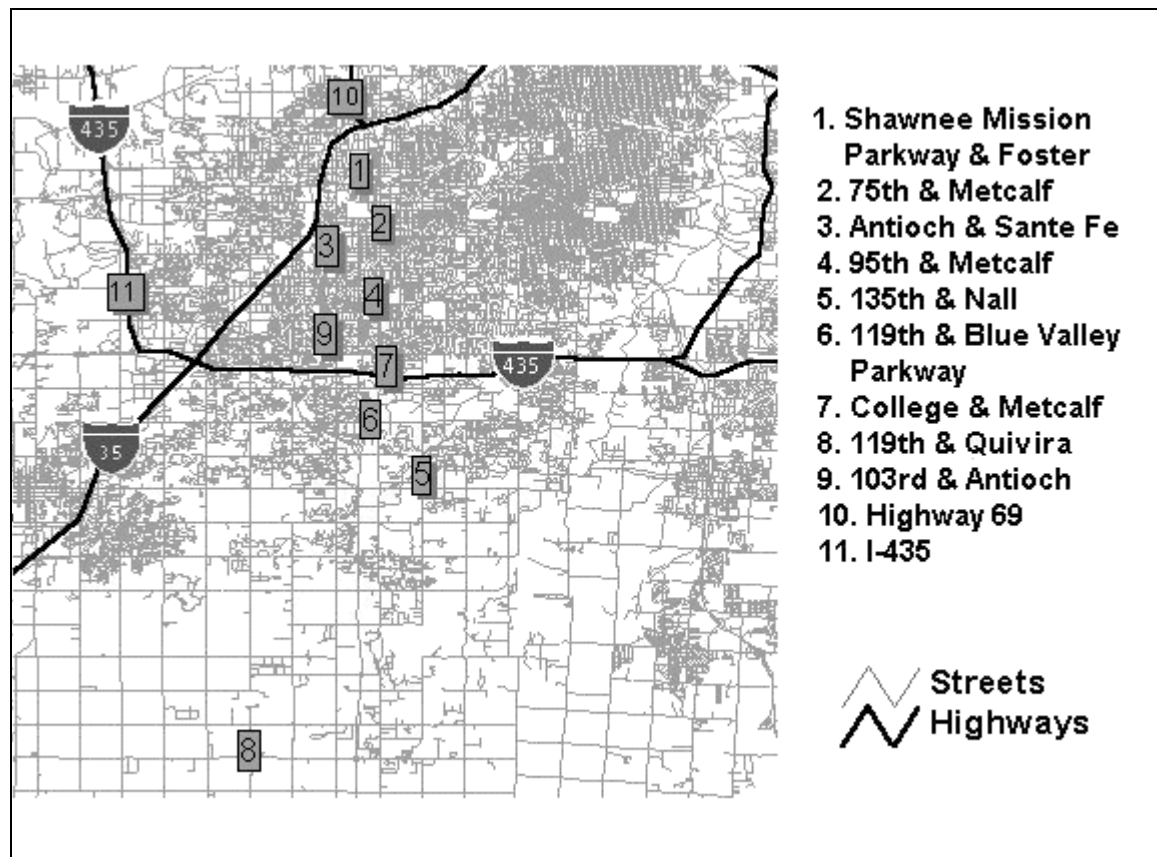 10
435
1
2
3
11
4
9
7
435
6
35
5
8
1. Shawnee Mission
Parkway & Foster
2. 75th & Metcalf
3. Antioch & Sante Fe
4. 95th & Metcalf
5. 135th & Nall
6. 119th & Blue Valley
Parkway
7. College & Metcalf
8. 119th & Quivira
9. 103rd & Antioch
10. Highway 69
11. I-435
Streets
Highways